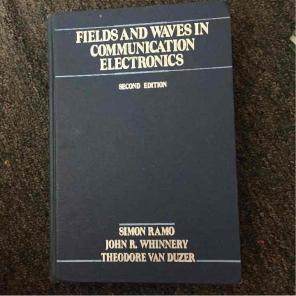 FIELDS AND WAVES IN
COMMUNICATION
ELECTRONICS
SECOND EDITION
SIMON RAMO
JOHN R. WHINNERY
THEODORE VAN DUZER